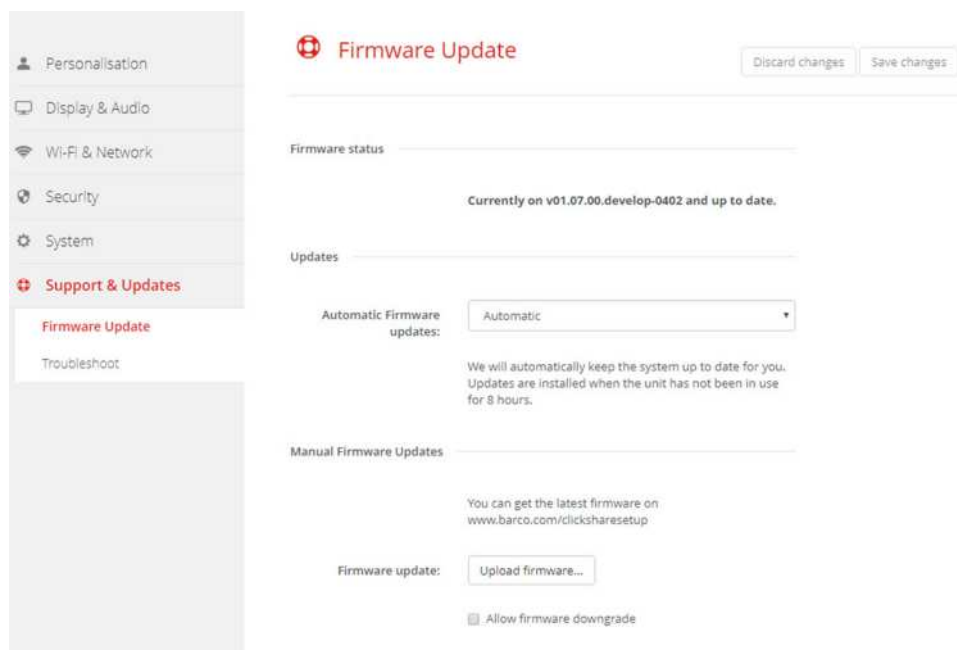 Personalisation
Display & Audio
Wi-Fi & Network
Security
System
Support & Updates
Firmware Update
Troubleshoot
Firmware Update
Discard changes
Save changes
Firmware status
Currently on v01.07.00.develop-0402 and up to date.
Updates
Automatic Firmware
updates:
Automatic
We will automatically keep the system up to date for you.
Updates are installed when the unit has not been in use
for 8 hours.
Manual Firmware Updates
You can get the latest firmware on
www.barco.com/clicksharesetup
Firmware update:
Upload firmware...
Allow firmware downgrade